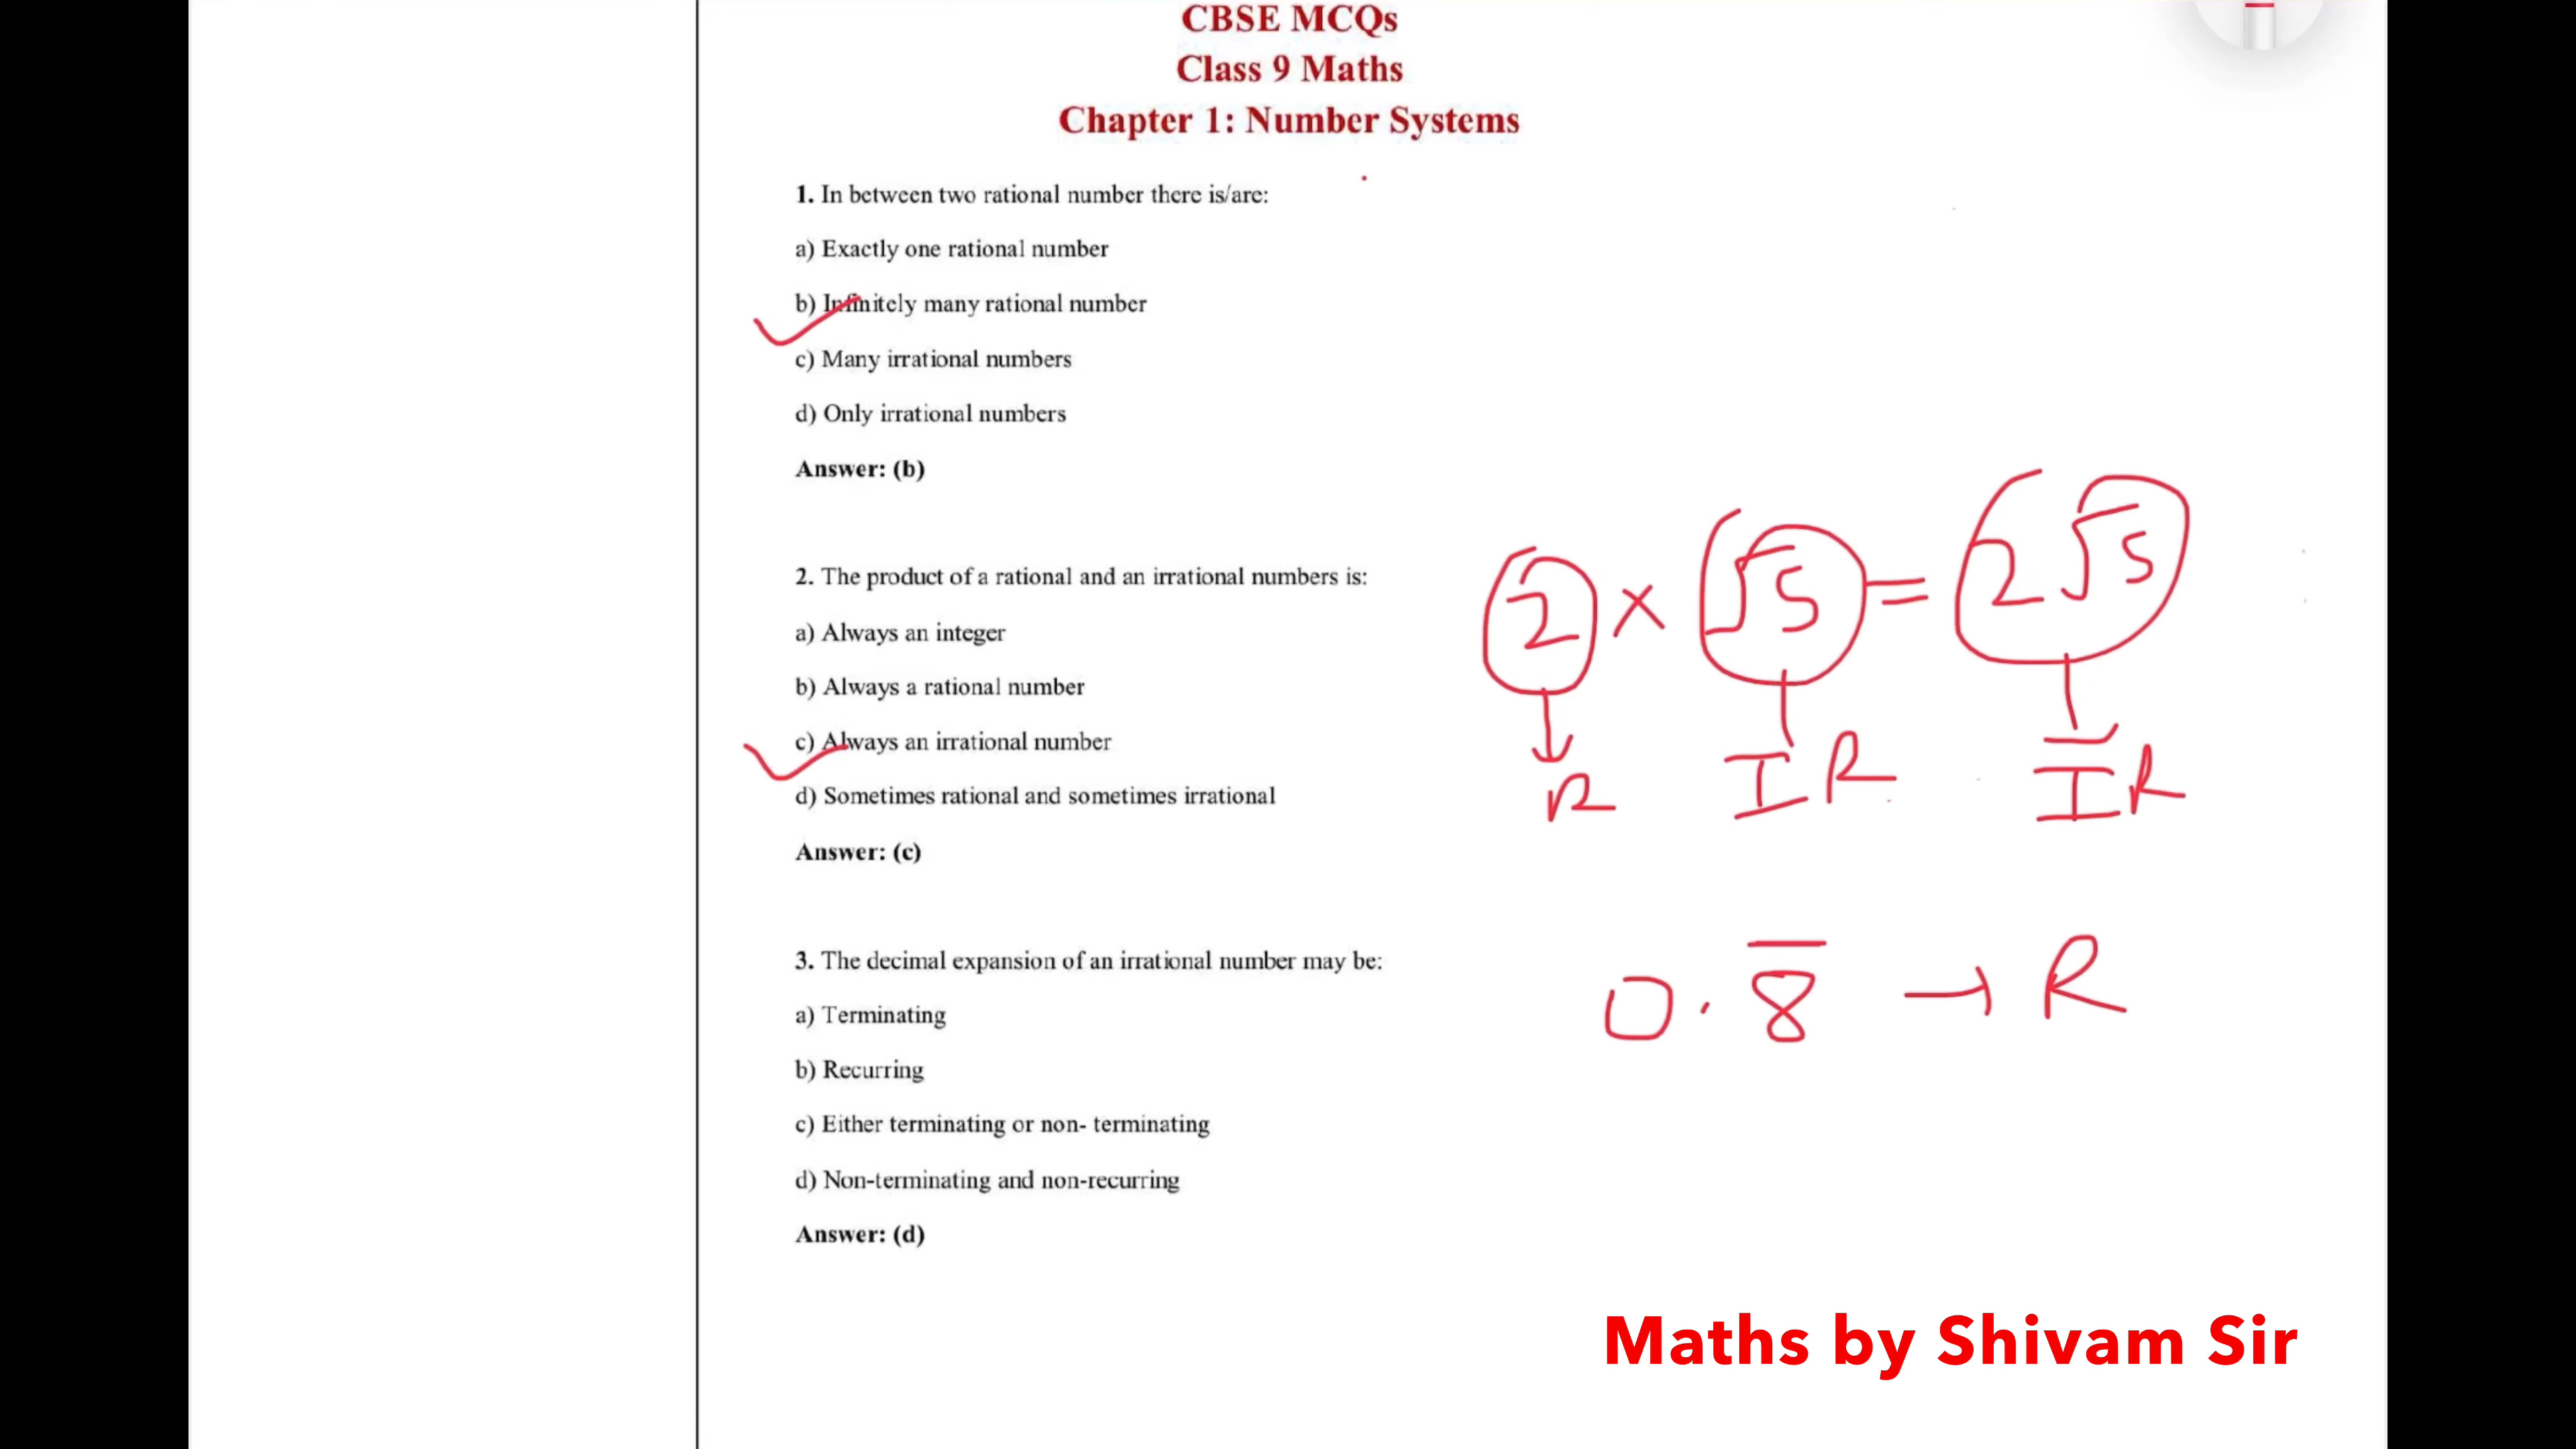 CBSE MCQs
Class 9 Maths
Chapter 1: Number Systems
1. In between two rational number there is/are:
a) Exactly one rational number
b) Infinitely many rational number
c) Many irrational numbers
d) Only irrational numbers
Answer: (b)
2. The product of a rational and an irrational numbers is:
a) Always an integer
b) Always a rational number
c) Always an irrational number
d) Sometimes rational and sometimes irrational
Answer: (c)
2 × √5 = 2√5
R IR IR
3. The decimal expansion of an irrational number may be:
a) Terminating
b) Recurring
c) Either terminating or non- terminating
d) Non-terminating and non-recurring
Answer: (d)
0.8̅ → R
Maths by Shivam Sir